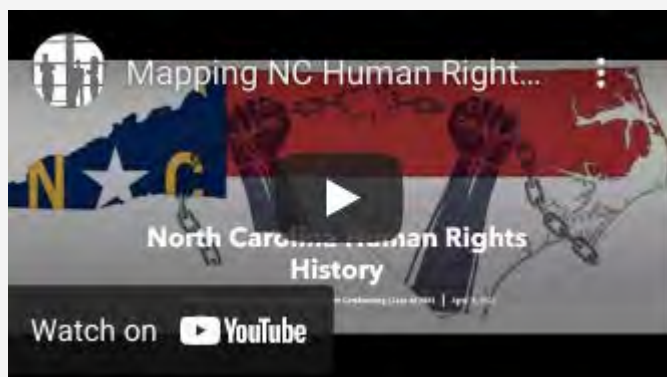 Mapping NC Human Right...
N C
North Carolina Human Rights
History
Watch on YouTube